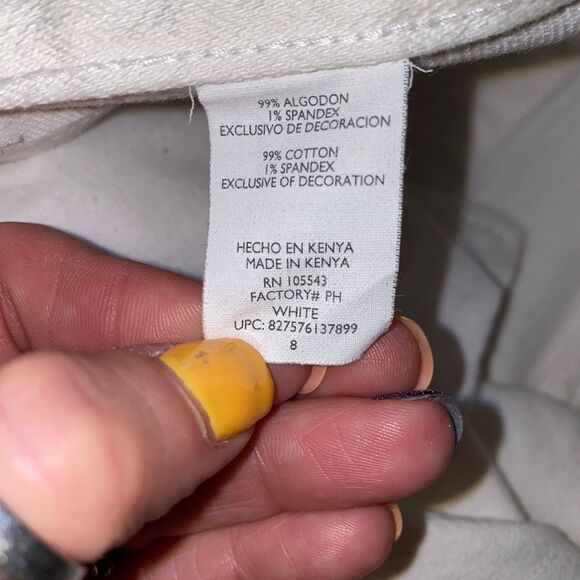 99% ALGODON
1% SPANDEX
EXCLUSIVO DE DECORACION
99% COTTON
1% SPANDEX
EXCLUSIVE OF DECORATION
HECHO EN KENYA
MADE IN KENYA
RN 105543
FACTORY# PH
WHITE
UPC: 827576137899
8